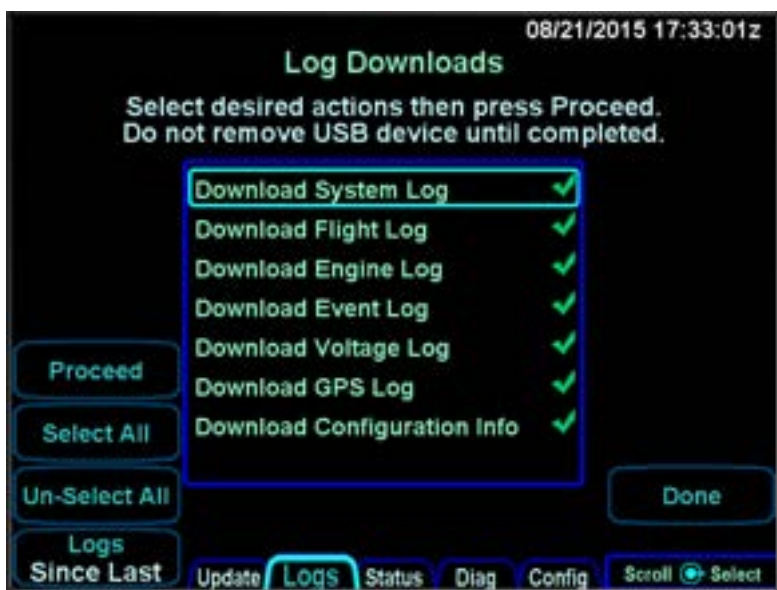 08/21/2015 17:33:01z
Log Downloads
Select desired actions then press Proceed.
Do not remove USB device until completed.
Download System Log
Download Flight Log
Download Engine Log
Download Event Log
Download Voltage Log
Download GPS Log
Download Configuration Info
Proceed
Select All
Un-Select All
Done
Logs
Since Last
Update Logs Status Diag Config Scroll Select